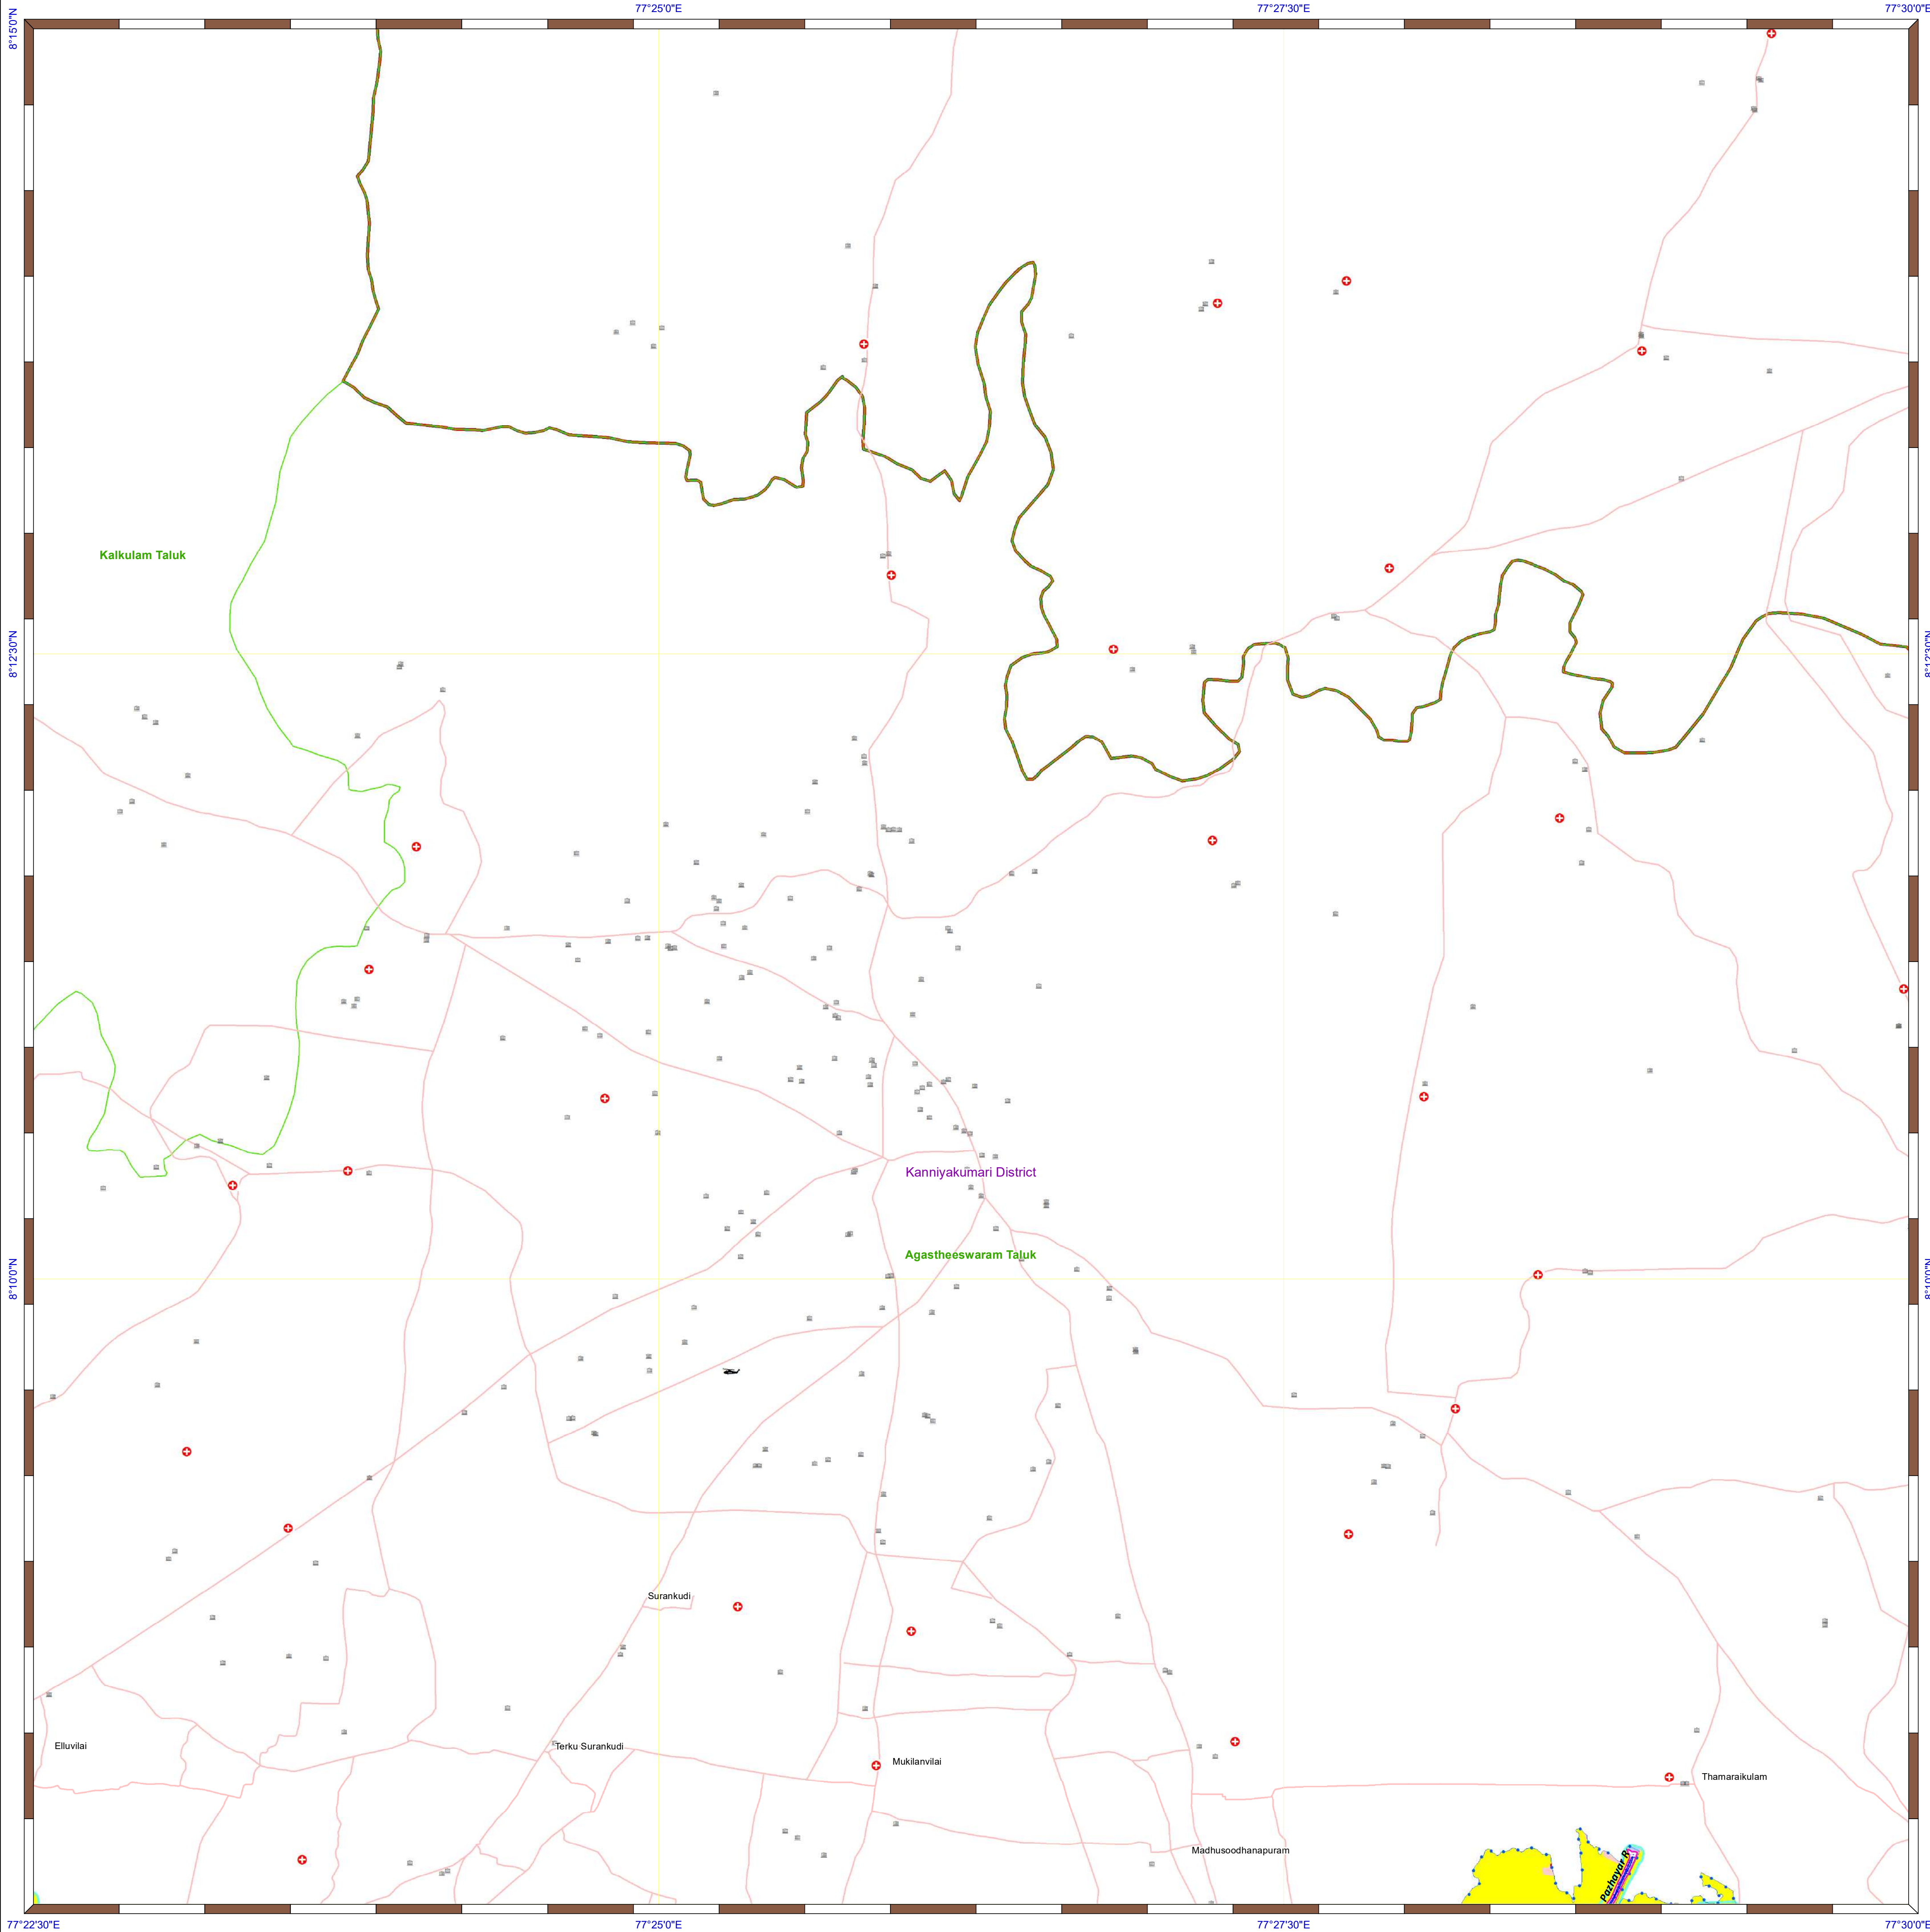 77°25'0"E
77°27'30"E
77°30'0"E
8°15'0"N
Kalkulam Taluk
8°12'30"N
Kanniyakumari District
Agastheeswaram Taluk
8°10'0"N
Surankudi
Elluvilai
Terku Surankudi
Mukilanvilai
Thamaraikulam
Madhusoodhanapuram
Pazhayar R
77°22'30"E
77°25'0"E
77°27'30"E
77°30'0"E